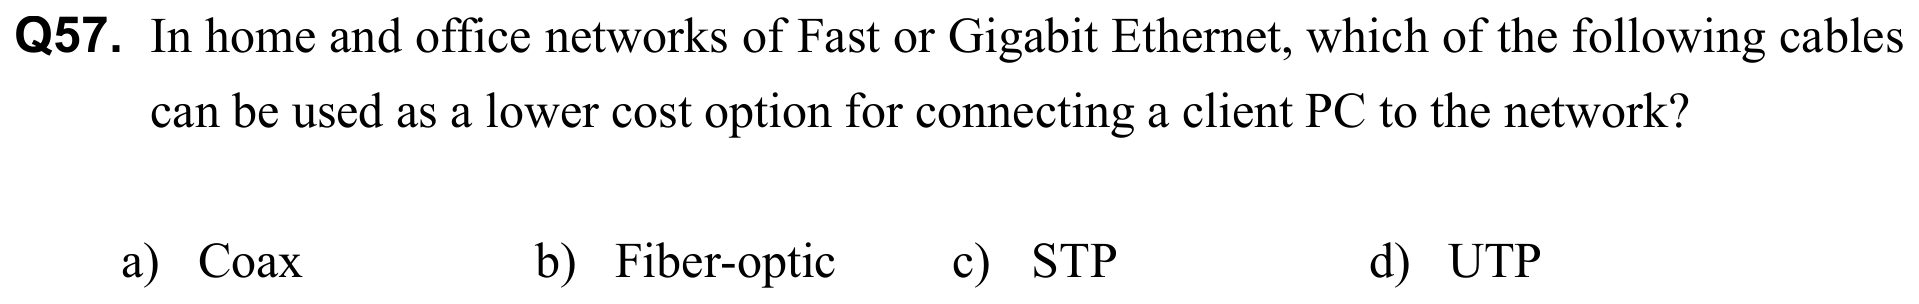 Q57. In home and office networks of Fast or Gigabit Ethernet, which of the following cables
can be used as a lower cost option for connecting a client PC to the network?
a) Coax b) Fiber-optic c) STP d) UTP